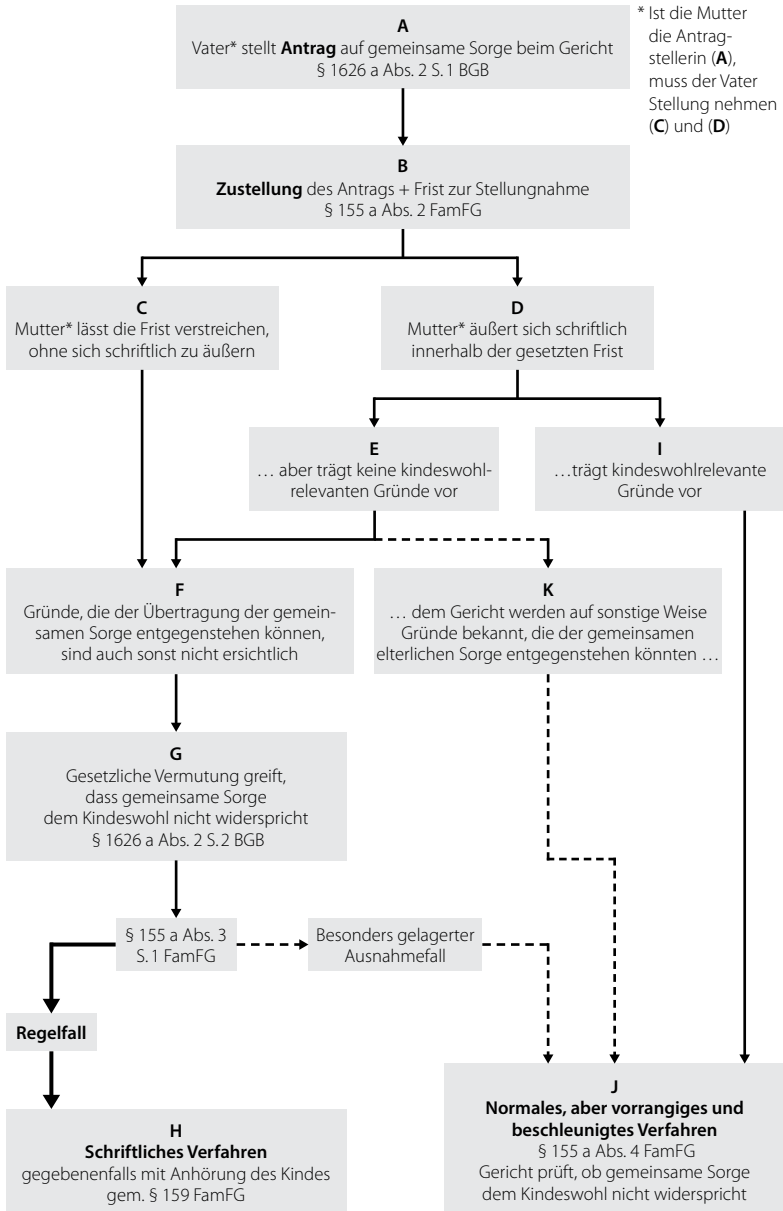 A
Vater* stellt Antrag auf gemeinsame Sorge beim Gericht
§ 1626 a Abs. 2 S. 1 BGB
* Ist die Mutter
die Antrag-
stellerin (A),
muss der Vater
Stellung nehmen
(C) und (D)
B
Zustellung des Antrags + Frist zur Stellungnahme
§ 155 a Abs. 2 FamFG
C
Mutter* lässt die Frist verstreichen,
ohne sich schriftlich zu äußern
D
Mutter* äußert sich schriftlich
innerhalb der gesetzten Frist
E
… aber trägt keine kindeswohl-
relevanten Gründe vor
I
…trägt kindeswohlrelevante
Gründe vor
F
Gründe, die der Übertragung der gemein-
samen Sorge entgegenstehen können,
sind auch sonst nicht ersichtlich
K
… dem Gericht werden auf sonstige Weise
Gründe bekannt, die der gemeinsamen
elterlichen Sorge entgegenstehen könnten …
G
Gesetzliche Vermutung greift,
dass gemeinsame Sorge
dem Kindeswohl nicht widerspricht
§ 1626 a Abs. 2 S. 2 BGB
§ 155 a Abs. 3
S. 1 FamFG
Besonders gelagerter
Ausnahmefall
Regelfall
H
Schriftliches Verfahren
gegebenenfalls mit Anhörung des Kindes
gem. § 159 FamFG
J
Normales, aber vorrangiges und
beschleunigtes Verfahren
§ 155 a Abs. 4 FamFG
Gericht prüft, ob gemeinsame Sorge
dem Kindeswohl nicht widerspricht